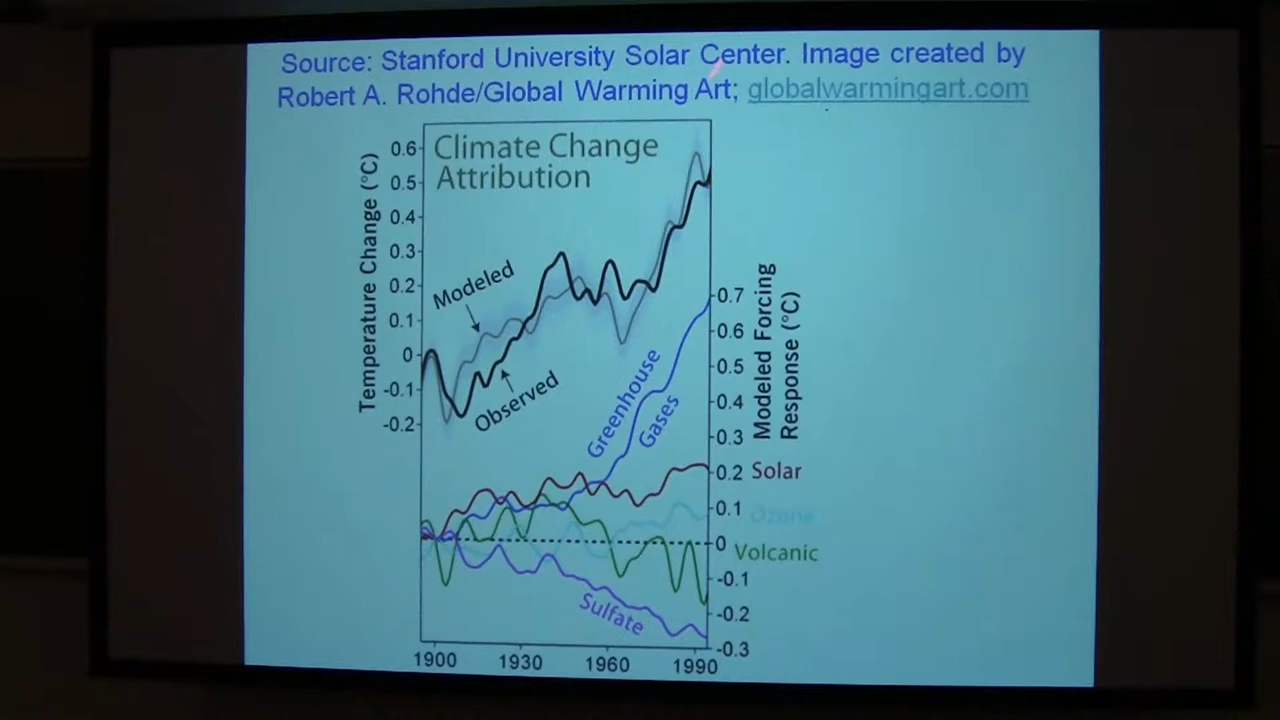 Source: Stanford University Solar Center. Image created by
Robert A. Rohde/Global Warming Art; globalwarmingart.com
Climate Change
Attribution
Temperature Change (°C)
0.6
0.5
0.4
0.3
0.2
0.1
0
-0.1
-0.2
Modeled
Observed
Greenhouse
Gases
Modeled Forcing
Response (°C)
0.7
0.6
0.5
0.4
0.3
0.2 Solar
0.1
Ozone
0
Volcanic
-0.1
-0.2
-0.3
Sulfate
1900 1930 1960 1990